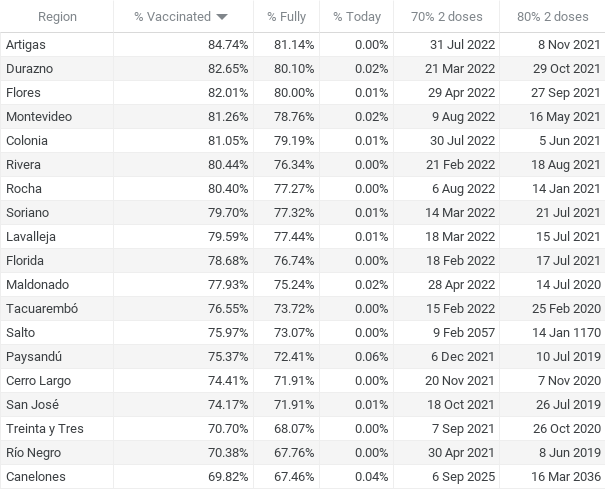 Region % Vaccinated % Fully % Today 70% 2 doses 80% 2 doses
Artigas 84.74% 81.14% 0.00% 31 Jul 2022 8 Nov 2021
Durazno 82.65% 80.10% 0.02% 21 Mar 2022 29 Oct 2021
Flores 82.01% 80.00% 0.01% 29 Apr 2022 27 Sep 2021
Montevideo 81.26% 78.76% 0.02% 9 Aug 2022 16 May 2021
Colonia 81.05% 79.19% 0.01% 30 Jul 2022 5 Jun 2021
Rivera 80.44% 76.34% 0.00% 21 Feb 2022 18 Aug 2021
Rocha 80.40% 77.27% 0.00% 6 Aug 2022 14 Jan 2021
Soriano 79.70% 77.32% 0.01% 14 Mar 2022 21 Jul 2021
Lavalleja 79.59% 77.44% 0.01% 18 Mar 2022 15 Jul 2021
Florida 78.68% 76.74% 0.00% 18 Feb 2022 17 Jul 2021
Maldonado 77.93% 75.24% 0.02% 28 Apr 2022 14 Jul 2020
Tacuarembó 76.55% 73.72% 0.00% 15 Feb 2022 25 Feb 2020
Salto 75.97% 73.07% 0.00% 9 Feb 2057 14 Jan 1170
Paysandú 75.37% 72.41% 0.06% 6 Dec 2021 10 Jul 2019
Cerro Largo 74.41% 71.91% 0.00% 20 Nov 2021 7 Nov 2020
San José 74.17% 71.91% 0.01% 18 Oct 2021 26 Jul 2019
Treinta y Tres 70.70% 68.07% 0.00% 7 Sep 2021 26 Oct 2020
Río Negro 70.38% 67.76% 0.00% 30 Apr 2021 8 Jun 2019
Canelones 69.82% 67.46% 0.04% 6 Sep 2025 16 Mar 2036